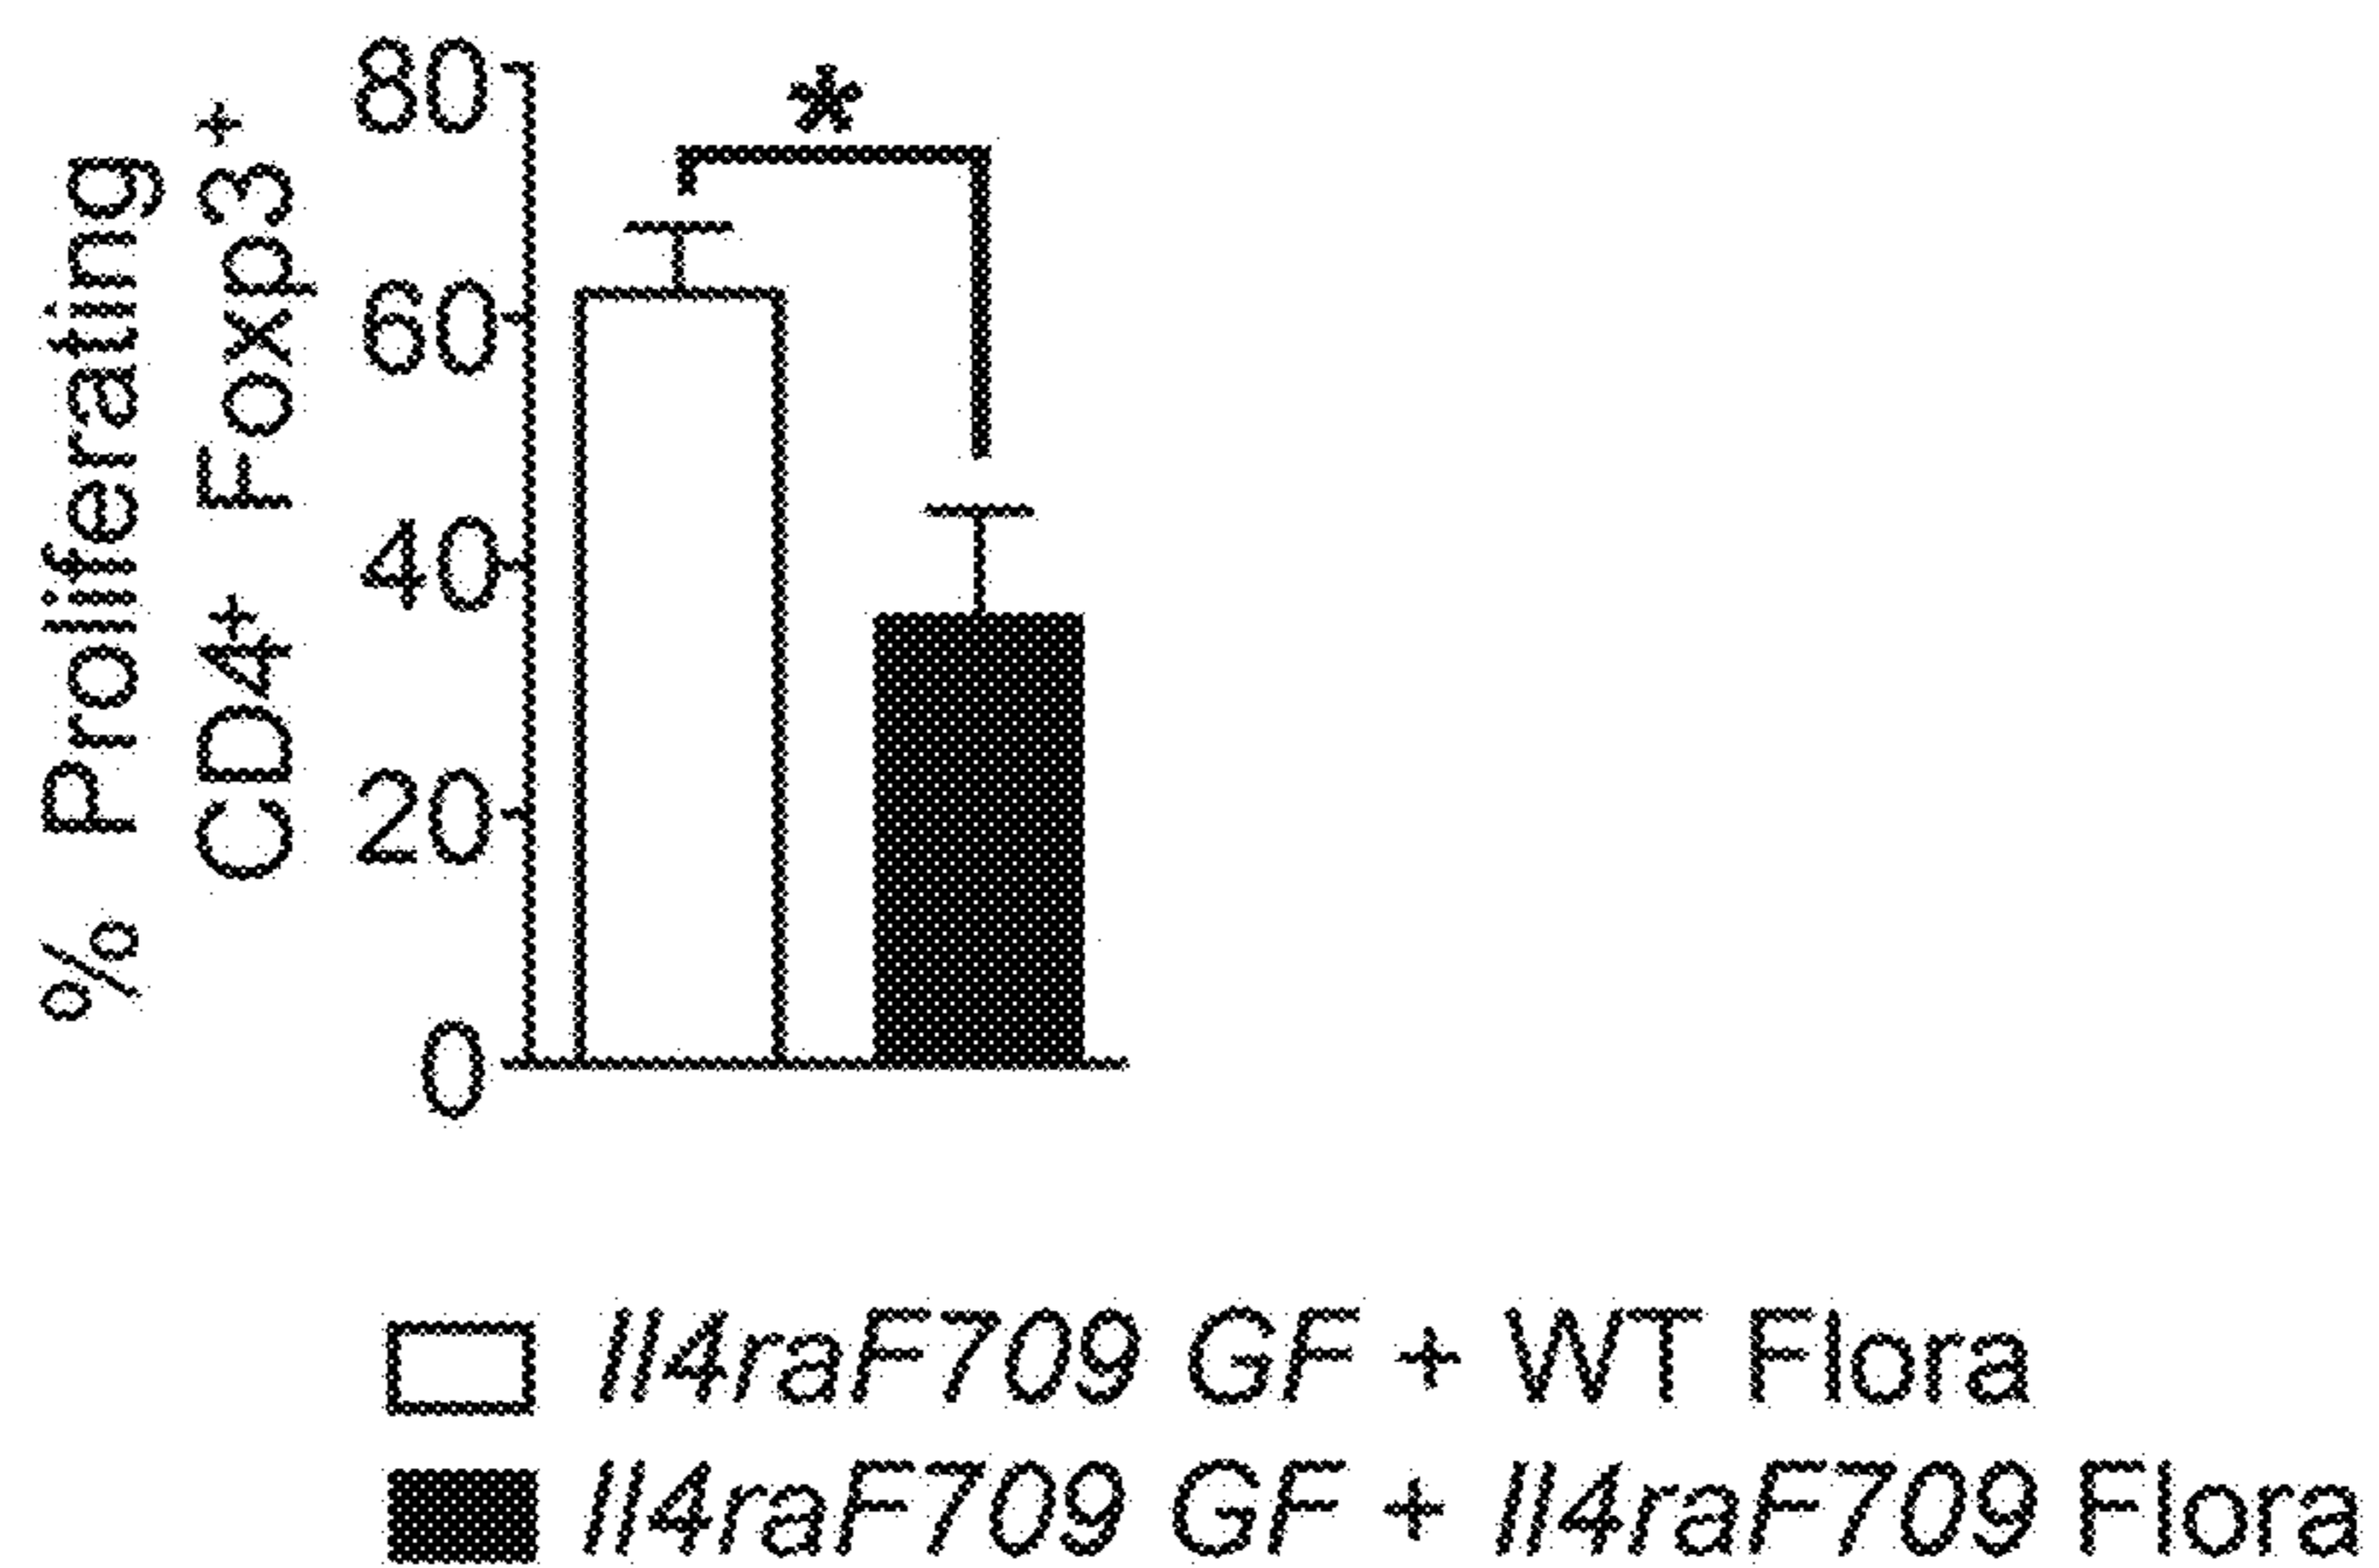 % Proliferating
CD4⁺ Foxp3⁺
80
60
40
20
0
*
Il4raF709 GF + WT Flora
Il4raF709 GF + Il4raF709 Flora